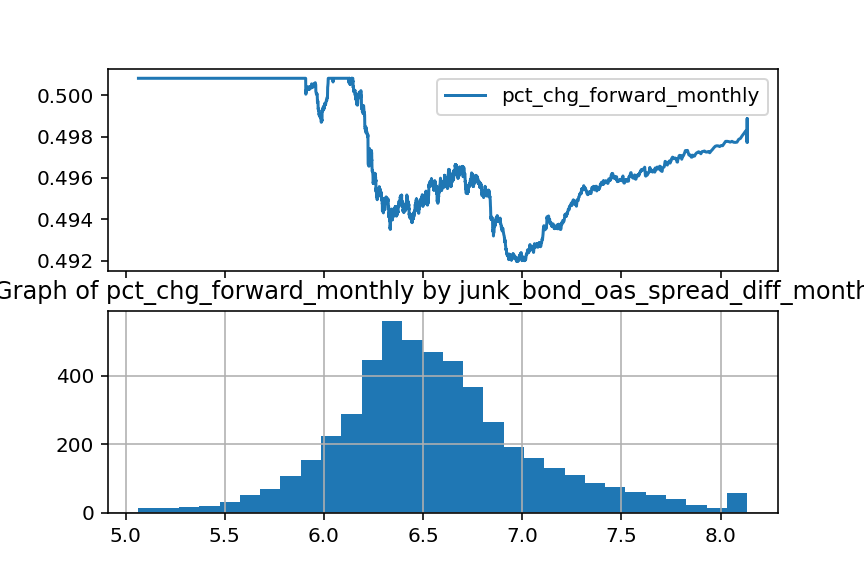 pct_chg_forward_monthly
0.500
0.498
0.496
0.494
0.492
Graph of pct_chg_forward_monthly by junk_bond_oas_spread_diff_month
400
200
0
5.0 5.5 6.0 6.5 7.0 7.5 8.0